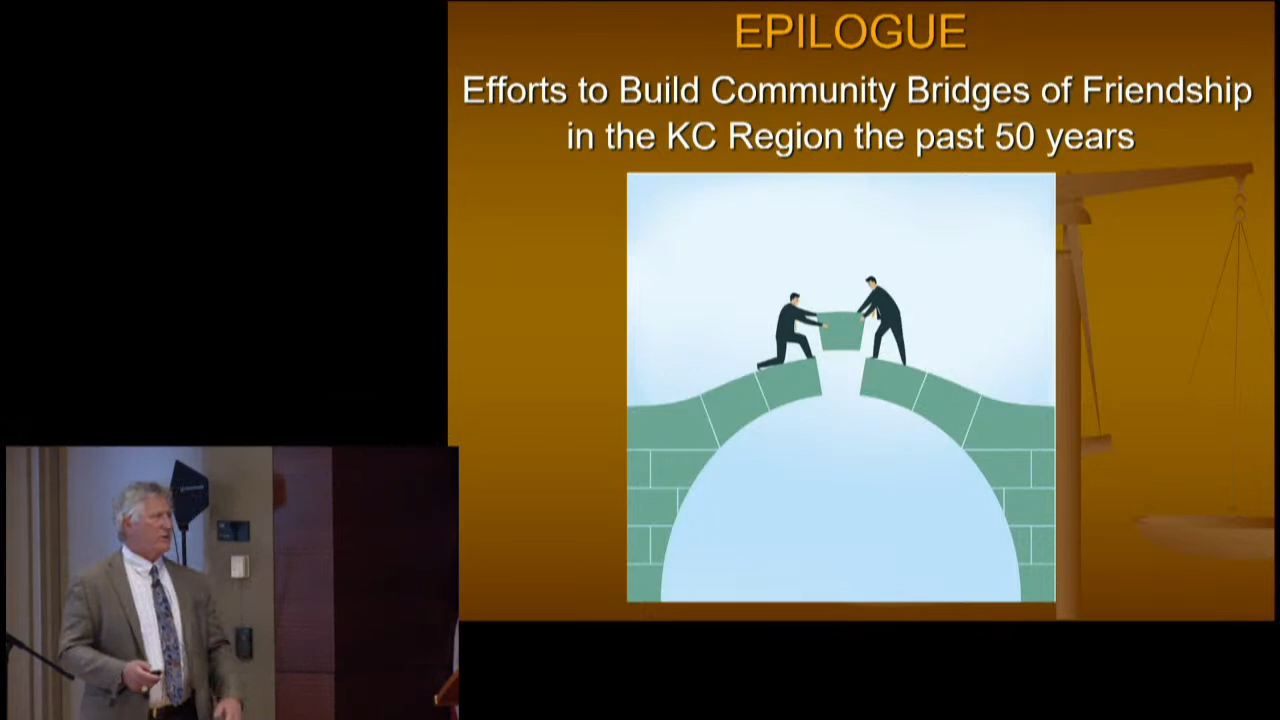 EPILOGUE
Efforts to Build Community Bridges of Friendship
in the KC Region the past 50 years